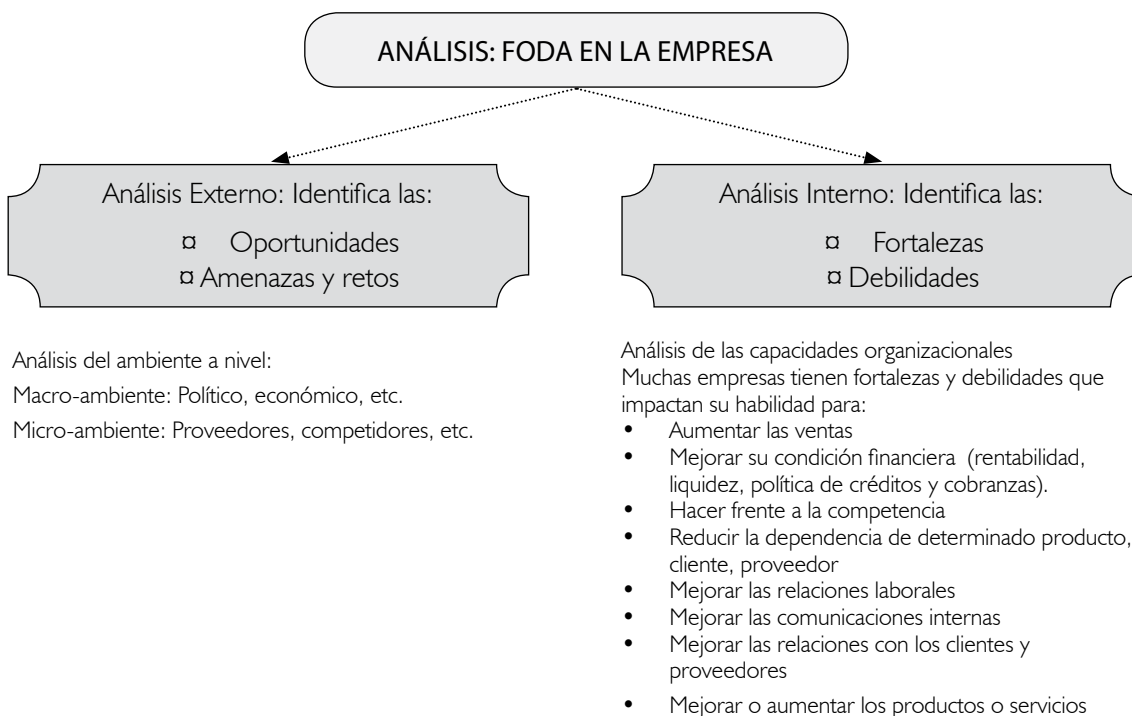 ANÁLISIS: FODA EN LA EMPRESA
Análisis Externo: Identifica las:
¤ Oportunidades
¤ Amenazas y retos
Análisis del ambiente a nivel:
Macro-ambiente: Político, económico, etc.
Micro-ambiente: Proveedores, competidores, etc.
Análisis Interno: Identifica las:
¤ Fortalezas
¤ Debilidades
Análisis de las capacidades organizacionales
Muchas empresas tienen fortalezas y debilidades que
impactan su habilidad para:
• Aumentar las ventas
• Mejorar su condición financiera (rentabilidad,
liquidez, política de créditos y cobranzas).
• Hacer frente a la competencia
• Reducir la dependencia de determinado producto,
cliente, proveedor
• Mejorar las relaciones laborales
• Mejorar las comunicaciones internas
• Mejorar las relaciones con los clientes y
proveedores
• Mejorar o aumentar los productos o servicios